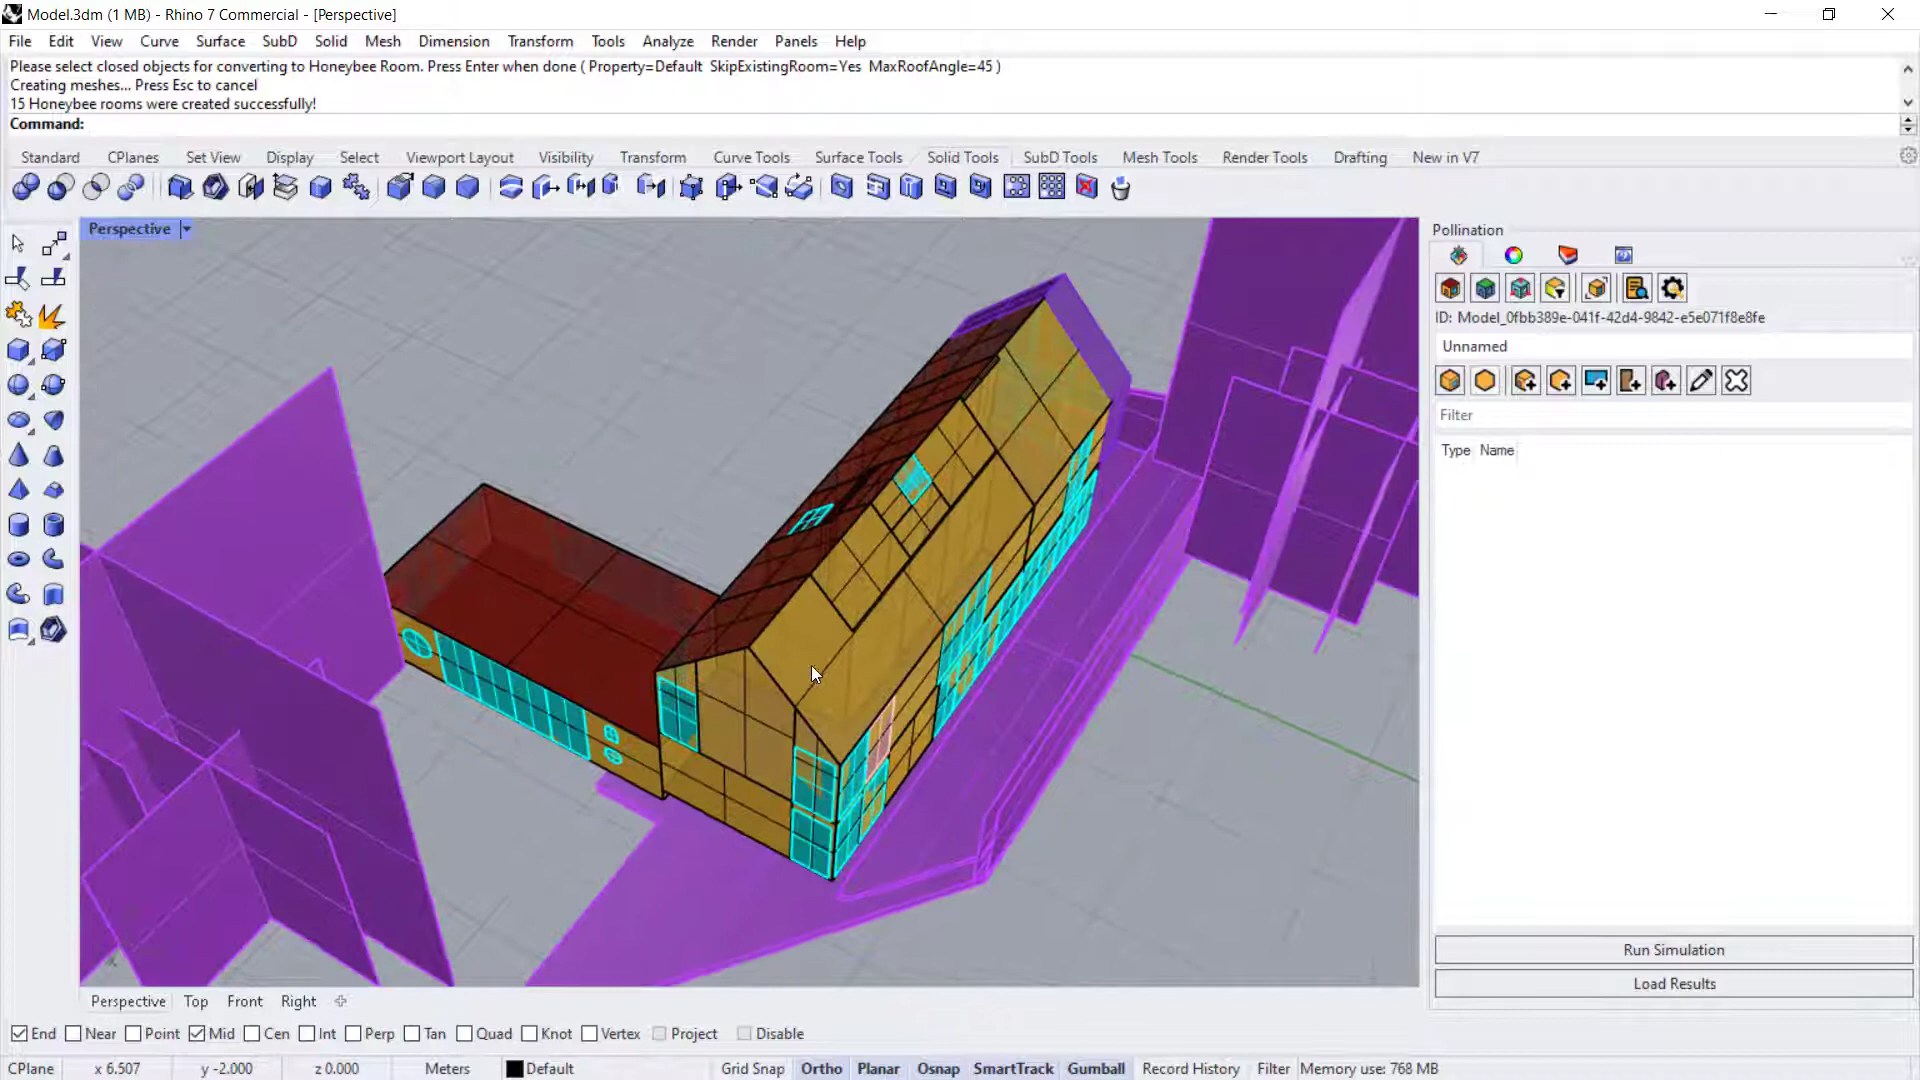 Model.3dm (1 MB) - Rhino 7 Commercial - [Perspective]
File Edit View Curve Surface SubD Solid Mesh Dimension Transform Tools Analyze Render Panels Help
Please select closed objects for converting to Honeybee Room. Press Enter when done ( Property=Default SkipExistingRoom=Yes MaxRoofAngle=45 )
Creating meshes... Press Esc to cancel
15 Honeybee rooms were created successfully!
Command:
Standard CPlanes Set View Display Select Viewport Layout Visibility Transform Curve Tools Surface Tools Solid Tools SubD Tools Mesh Tools Render Tools Drafting New in V7
Perspective
Pollination
ID: Model_0fbb389e-041f-42d4-9842-e5e071f8e8fe
Unnamed
Filter
Type Name
Run Simulation
Load Results
Perspective Top Front Right
End Near Point Mid Cen Int Perp Tan Quad Knot Vertex Project Disable
CPlane x 6.507 y -2.000 z 0.000 Meters Default Grid Snap Ortho Planar Osnap SmartTrack Gumball Record History Filter Memory use: 768 MB